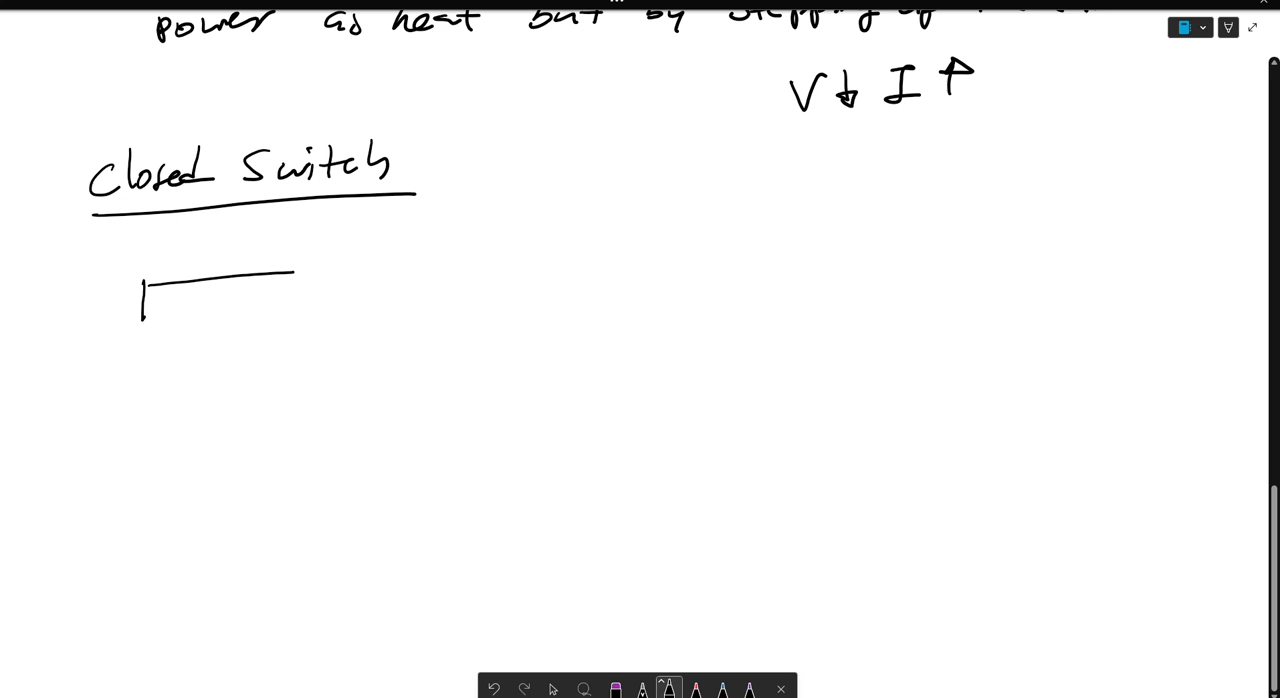 power as heat but by
V↓ I↑
Closed Switch